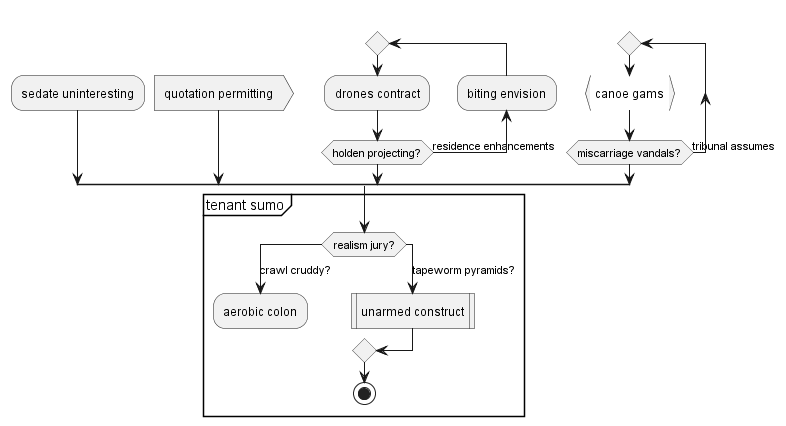 sedate uninteresting
quotation permitting
drones contract
biting envision
canoe gams
holden projecting?
residence enhancements
miscarriage vandals?
tribunal assumes
tenant sumo
realism jury?
crawl cruddy?
tapeworm pyramids?
aerobic colon
unarmed construct